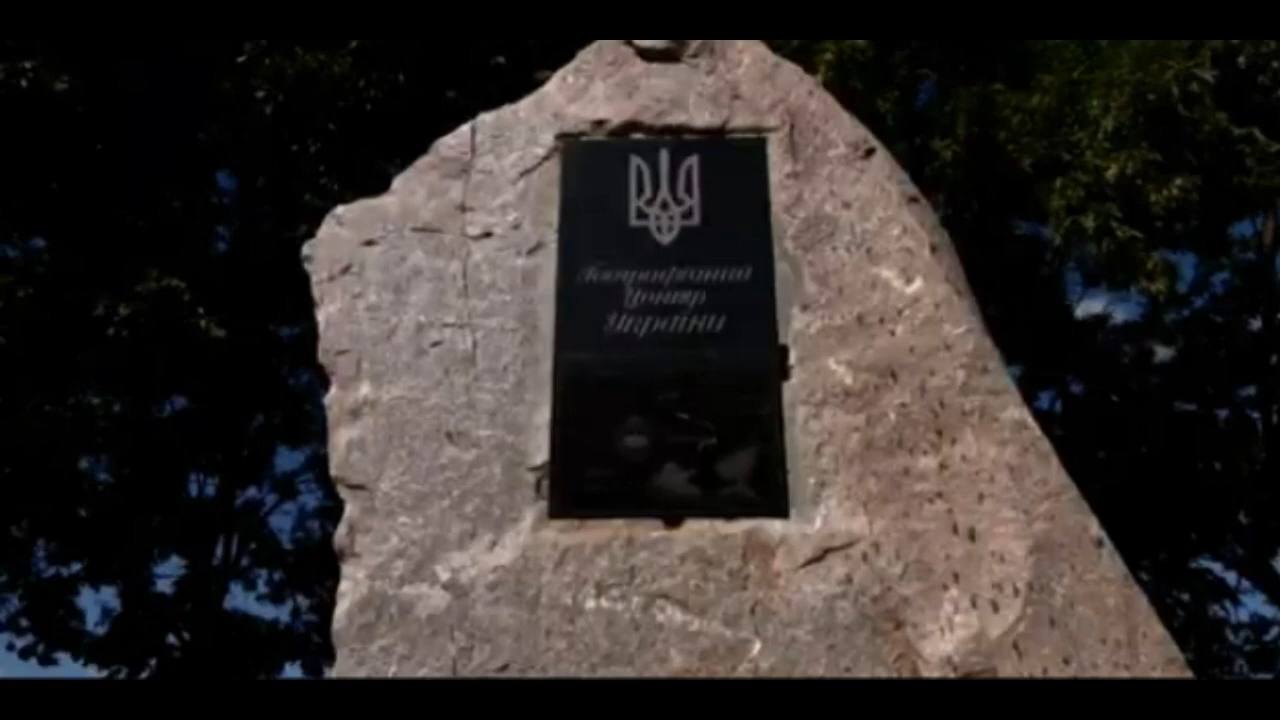 Географічний
Центр
України